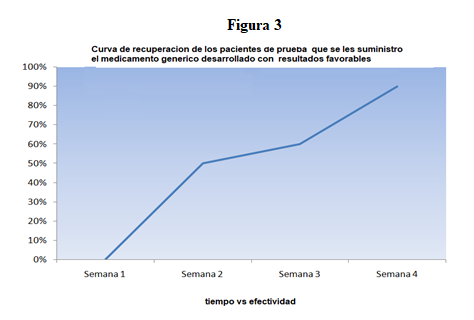 Figura 3
Curva de recuperacion de los pacientes de prueba que se les suministro
el medicamento generico desarrollado con resultados favorables
100%
90%
80%
70%
60%
50%
40%
30%
20%
10%
0%
Semana 1 Semana 2 Semana 3 Semana 4
tiempo vs efectividad